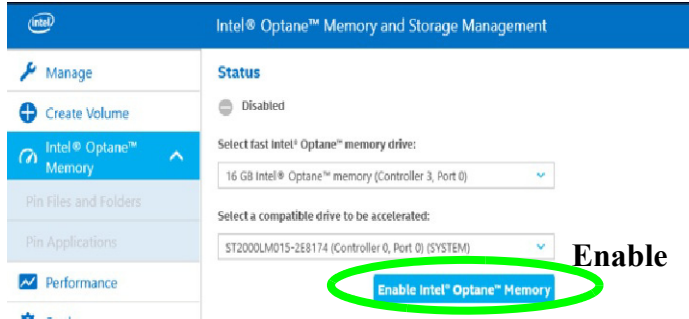 intel
Intel® Optane™ Memory and Storage Management
Manage
Create Volume
Intel® Optane™
Memory
Pin Files and Folders
Pin Applications
Performance
Status
Disabled
Select fast Intel® Optane™ memory drive:
16 GB Intel® Optane™ memory (Controller 3, Port 0)
Select a compatible drive to be accelerated:
ST2000LM015-2E8174 (Controller 0, Port 0) (SYSTEM)
Enable
Enable Intel® Optane™ Memory